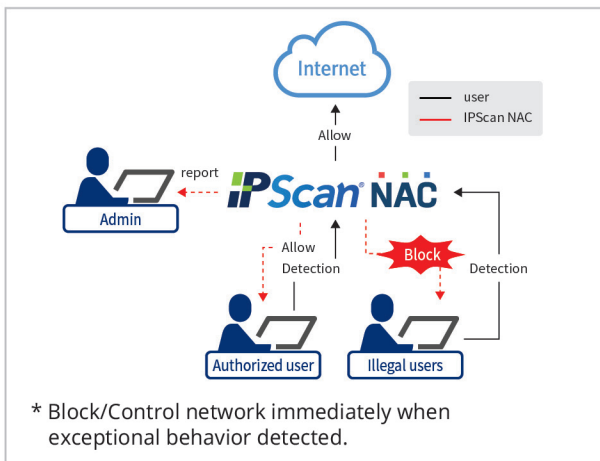 Internet
user
IPScan NAC
Allow
report
IPScan® NAC
Admin
Allow
Block
Detection
Detection
Authorized user
Illegal users
* Block/Control network immediately when
exceptional behavior detected.